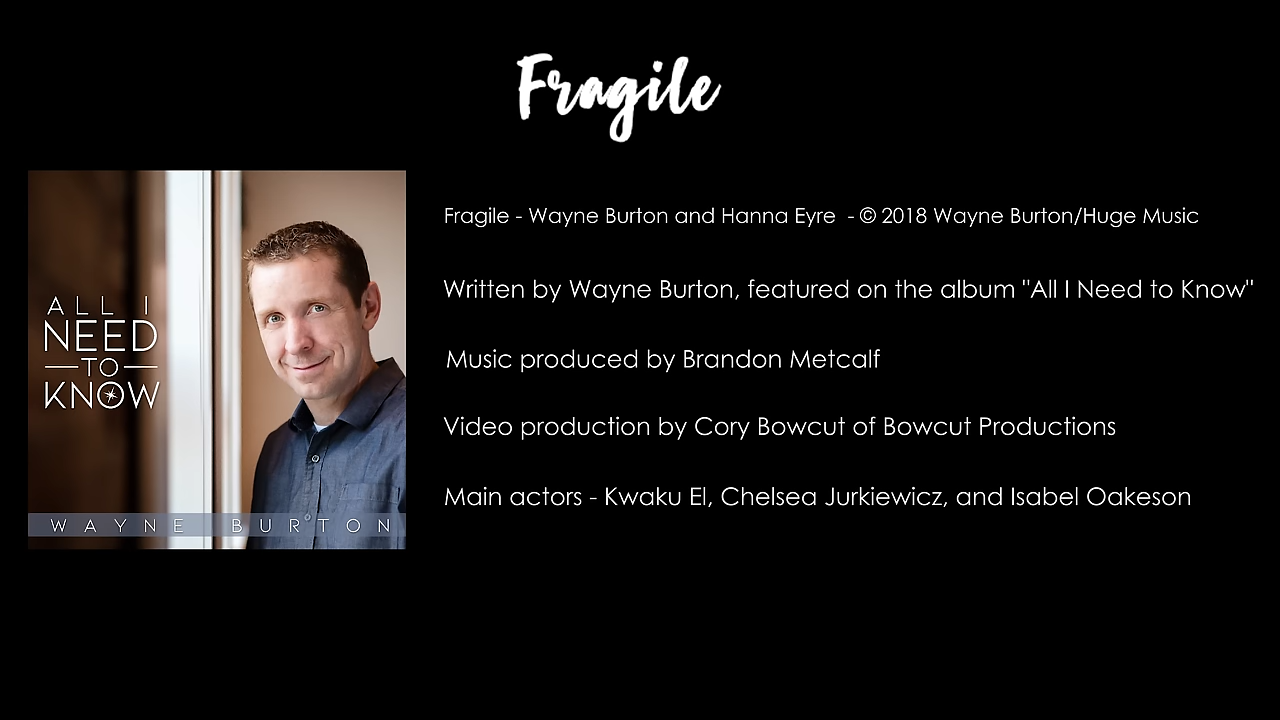 Fragile
ALL I
NEED
TO
KNOW
WAYNE BURTON
Fragile - Wayne Burton and Hanna Eyre - © 2018 Wayne Burton/Huge Music
Written by Wayne Burton, featured on the album "All I Need to Know"
Music produced by Brandon Metcalf
Video production by Cory Bowcut of Bowcut Productions
Main actors - Kwaku El, Chelsea Jurkiewicz, and Isabel Oakeson